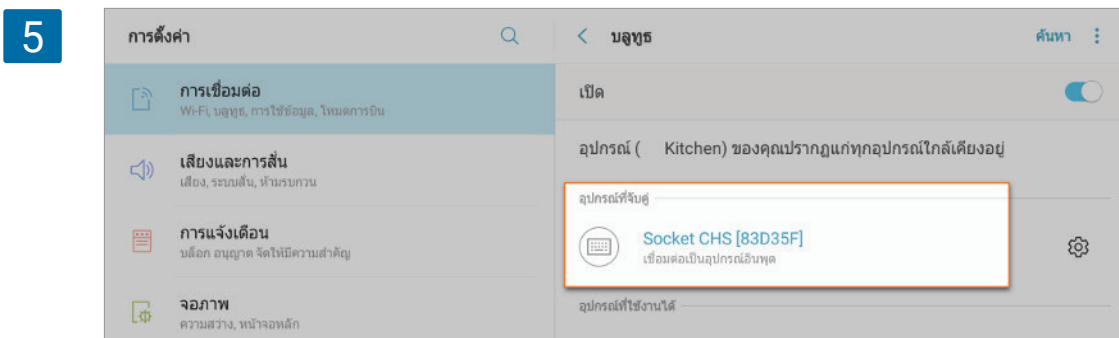 5
การตั้งค่า
การเชื่อมต่อ
Wi-Fi, บลูทูธ, การใช้ข้อมูล, โหมดการบิน
เสียงและการสั่น
เสียง, ระบบสั่น, ห้ามรบกวน
การแจ้งเตือน
บล็อก อนุญาต จัดให้มีความสำคัญ
จอภาพ
ความสว่าง, หน้าจอหลัก
บลูทูธ
ค้นหา
เปิด
อุปกรณ์ ( Kitchen) ของคุณปรากฏแก่ทุกอุปกรณ์ใกล้เคียงอยู่
อุปกรณ์ที่จับคู่
Socket CHS [83D35F]
เชื่อมต่อเป็นอุปกรณ์อินพุต
อุปกรณ์ที่ใช้งานได้